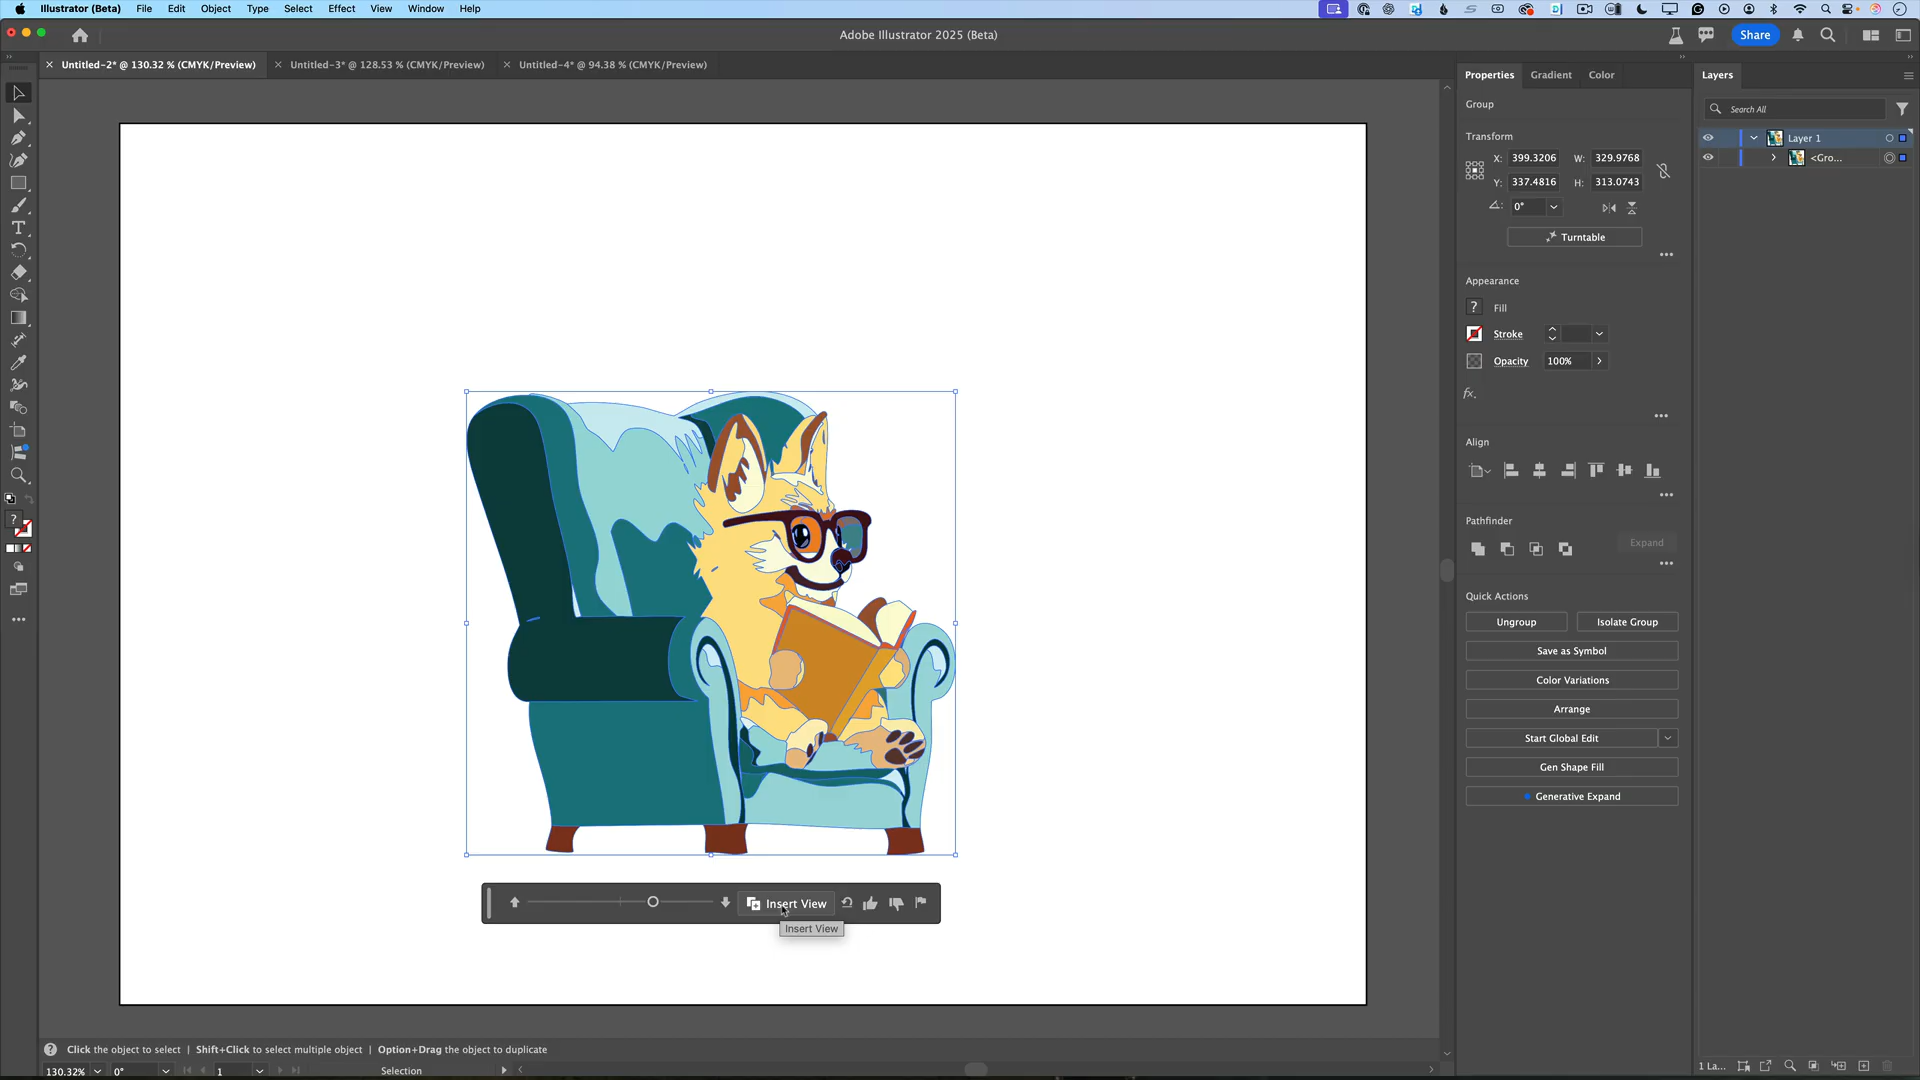 Illustrator (Beta) File Edit Object Type Select Effect View Window Help
Adobe Illustrator 2025 (Beta)
Share
Untitled-2* @ 130.32 % (CMYK/Preview)
Untitled-3* @ 128.53 % (CMYK/Preview)
Untitled-4* @ 94.38 % (CMYK/Preview)
Properties Gradient Color
Group
Transform
X: 399.3206 W: 329.9768
Y: 337.4816 H: 313.0743
0°
Turntable
Appearance
? Fill
Stroke
Opacity 100%
fx.
Align
Pathfinder
Expand
Quick Actions
Ungroup Isolate Group
Save as Symbol
Color Variations
Arrange
Start Global Edit
Gen Shape Fill
Generative Expand
Layers
Search All
Layer 1
<Gro...
1 La...
Insert View
Insert View
Click the object to select | Shift+Click to select multiple object | Option+Drag the object to duplicate
130.32% 0° 1 Selection